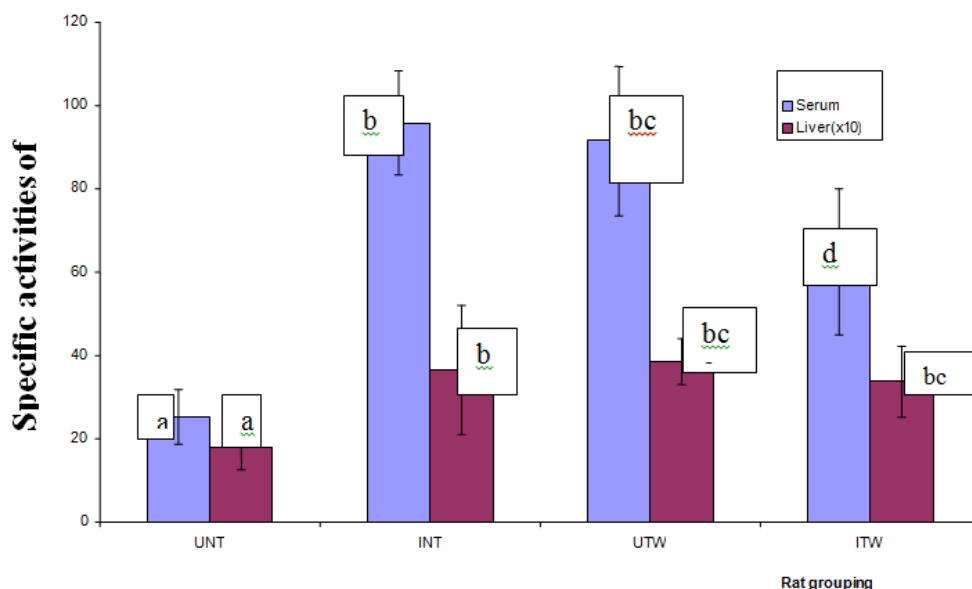 Specific activities of
120
100
80
60
40
20
0
Serum
Liver(x10)
a
a
b
b
bc
bc
d
bc
UNT INT UTW ITW
Rat grouping